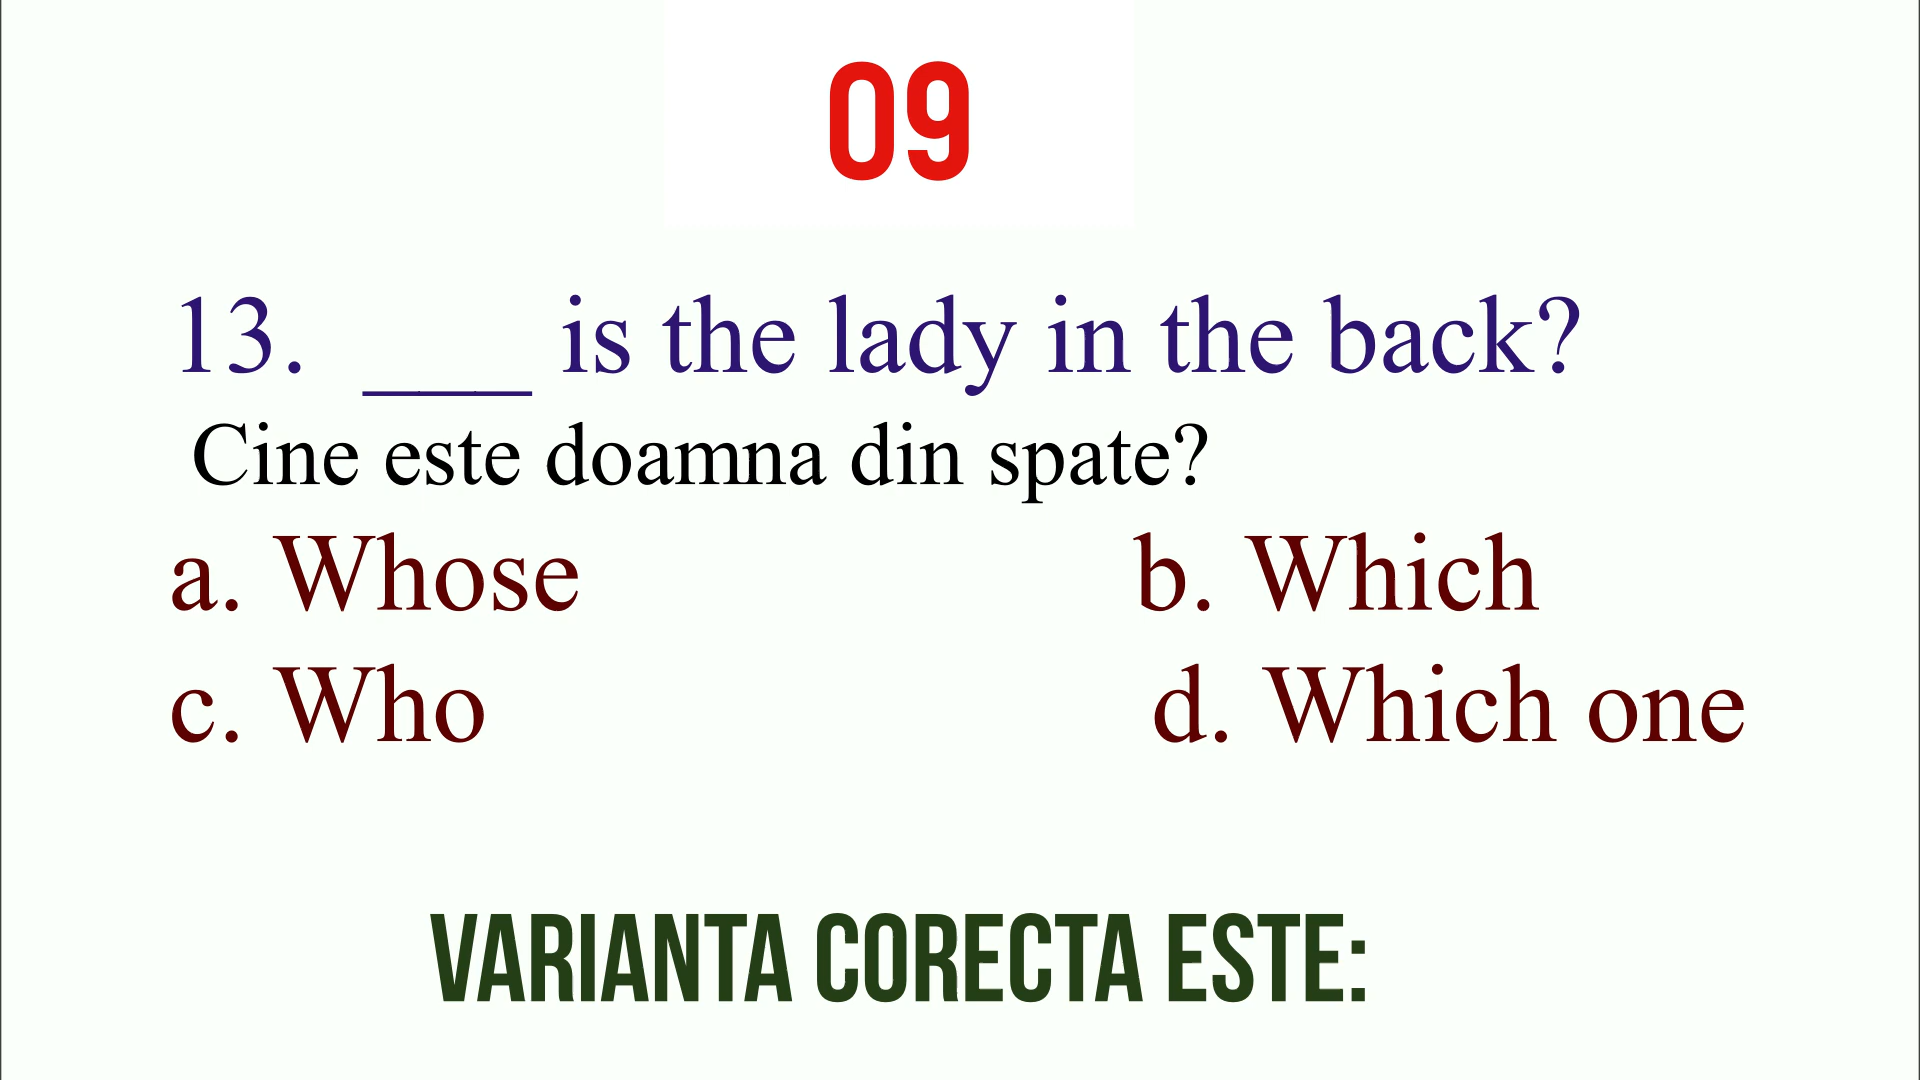 09
13. ___ is the lady in the back?
Cine este doamna din spate?
a. Whose b. Which
c. Who d. Which one
VARIANTA CORECTA ESTE: